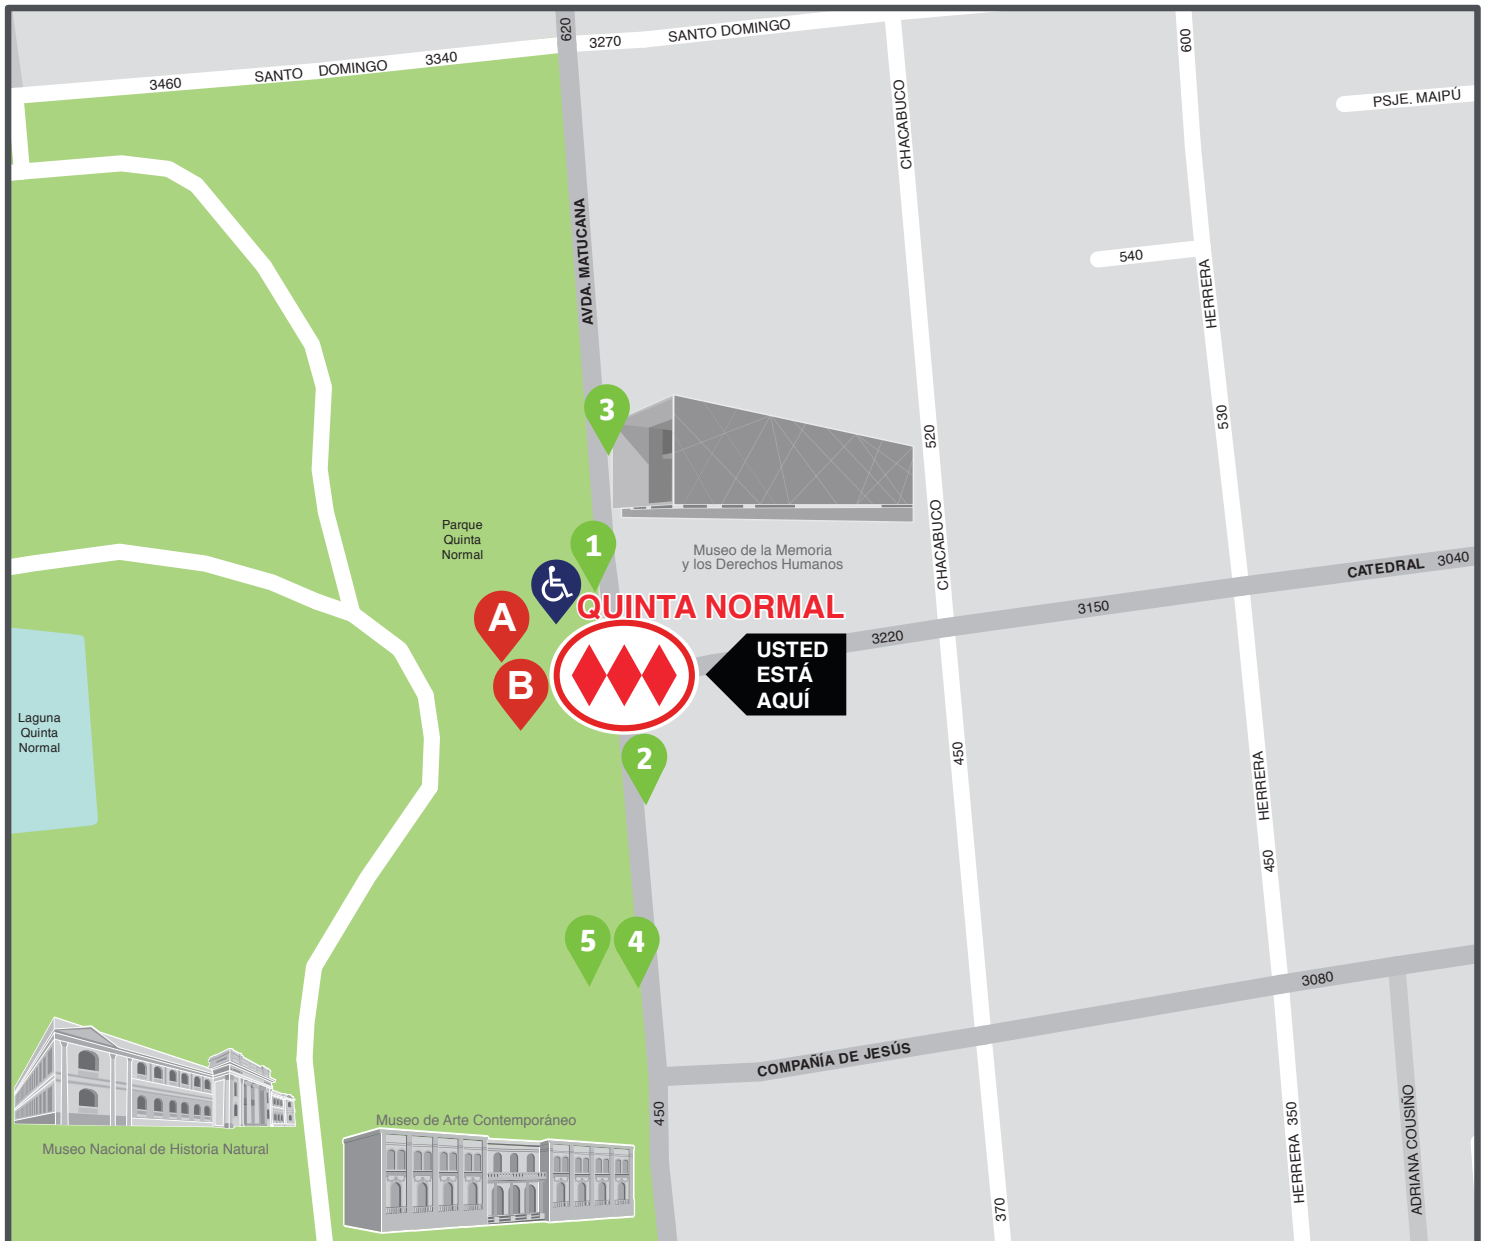 620
3270 SANTO DOMINGO
600
3460 SANTO DOMINGO 3340
CHACABUCO
PSJE. MAIPÚ
AVDA. MATUCANA
540
HERRERA
3
520
530
Parque
Quinta
Normal
1
Museo de la Memoria
y los Derechos Humanos
CHACABUCO
CATEDRAL 3040
A
QUINTA NORMAL
3220
3150
B
USTED
ESTÁ
AQUÍ
Laguna
Quinta
Normal
2
450
HERRERA
450
5
4
3080
COMPAÑÍA DE JESÚS
450
Museo de Arte Contemporáneo
Museo Nacional de Historia Natural
370
HERRERA 350
ADRIANA COUSIÑO